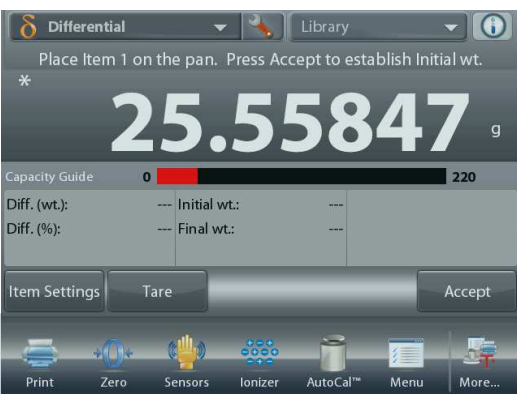 δ Differential Library
Place Item 1 on the pan. Press Accept to establish Initial wt.
*
25.55847 g
Capacity Guide 0 220
Diff. (wt.): --- Initial wt.: ---
Diff. (%): --- Final wt.: ---
Item Settings Tare Accept
Print Zero Sensors Ionizer AutoCal™ Menu More...